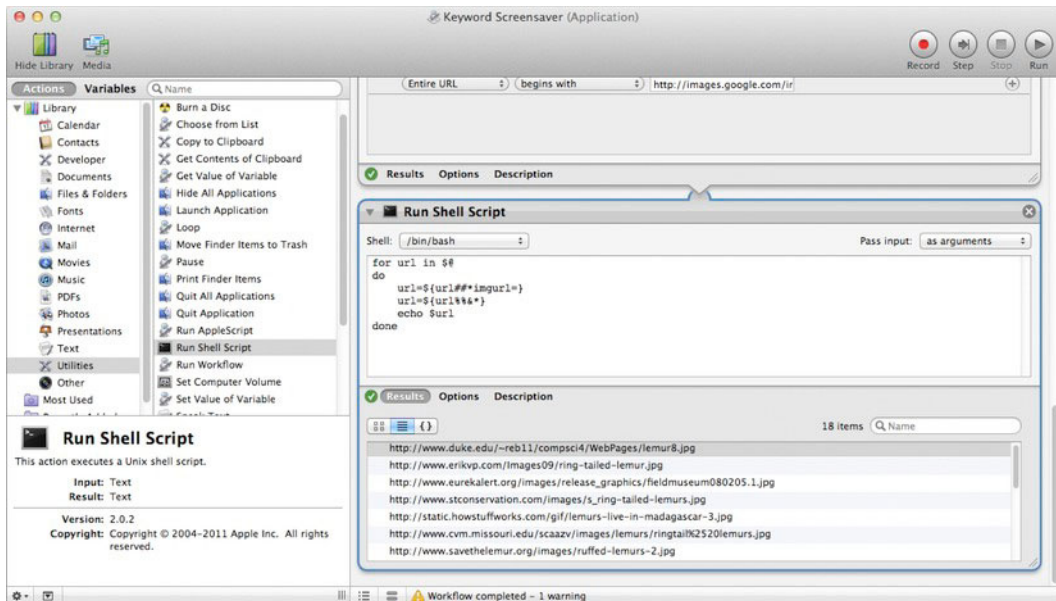 Keyword Screensaver (Application)
Hide Library Media
Record Step Stop Run
Actions Variables Name
Library
Calendar
Contacts
Developer
Documents
Files & Folders
Fonts
Internet
Mail
Movies
Music
PDFs
Photos
Presentations
Text
Utilities
Other
Most Used
Burn a Disc
Choose from List
Copy to Clipboard
Get Contents of Clipboard
Get Value of Variable
Hide All Applications
Launch Application
Loop
Move Finder Items to Trash
Pause
Print Finder Items
Quit All Applications
Quit Application
Run AppleScript
Run Shell Script
Run Workflow
Set Computer Volume
Set Value of Variable
Run Shell Script
This action executes a Unix shell script.
Input: Text
Result: Text
Version: 2.0.2
Copyright: Copyright © 2004-2011 Apple Inc. All rights
reserved.
Entire URL begins with http://images.google.com/ir
Results Options Description
Run Shell Script
Shell: /bin/bash Pass input: as arguments
for url in $@
do
url=${url##*imgurl=}
url=${url%%&*}
echo $url
done
Results Options Description
18 items Name
http://www.duke.edu/~reb11/compsci4/WebPages/lemur8.jpg
http://www.erikvp.com/Images09/ring-tailed-lemur.jpg
http://www.eurekalert.org/images/release_graphics/fieldmuseum080205.1.jpg
http://www.stconservation.com/images/s_ring-tailed-lemurs.jpg
http://static.howstuffworks.com/gif/lemurs-live-in-madagascar-3.jpg
http://www.cvm.missouri.edu/scaazv/images/lemurs/ringtail%2520lemurs.jpg
http://www.savethelemur.org/images/ruffed-lemurs-2.jpg
Workflow completed – 1 warning